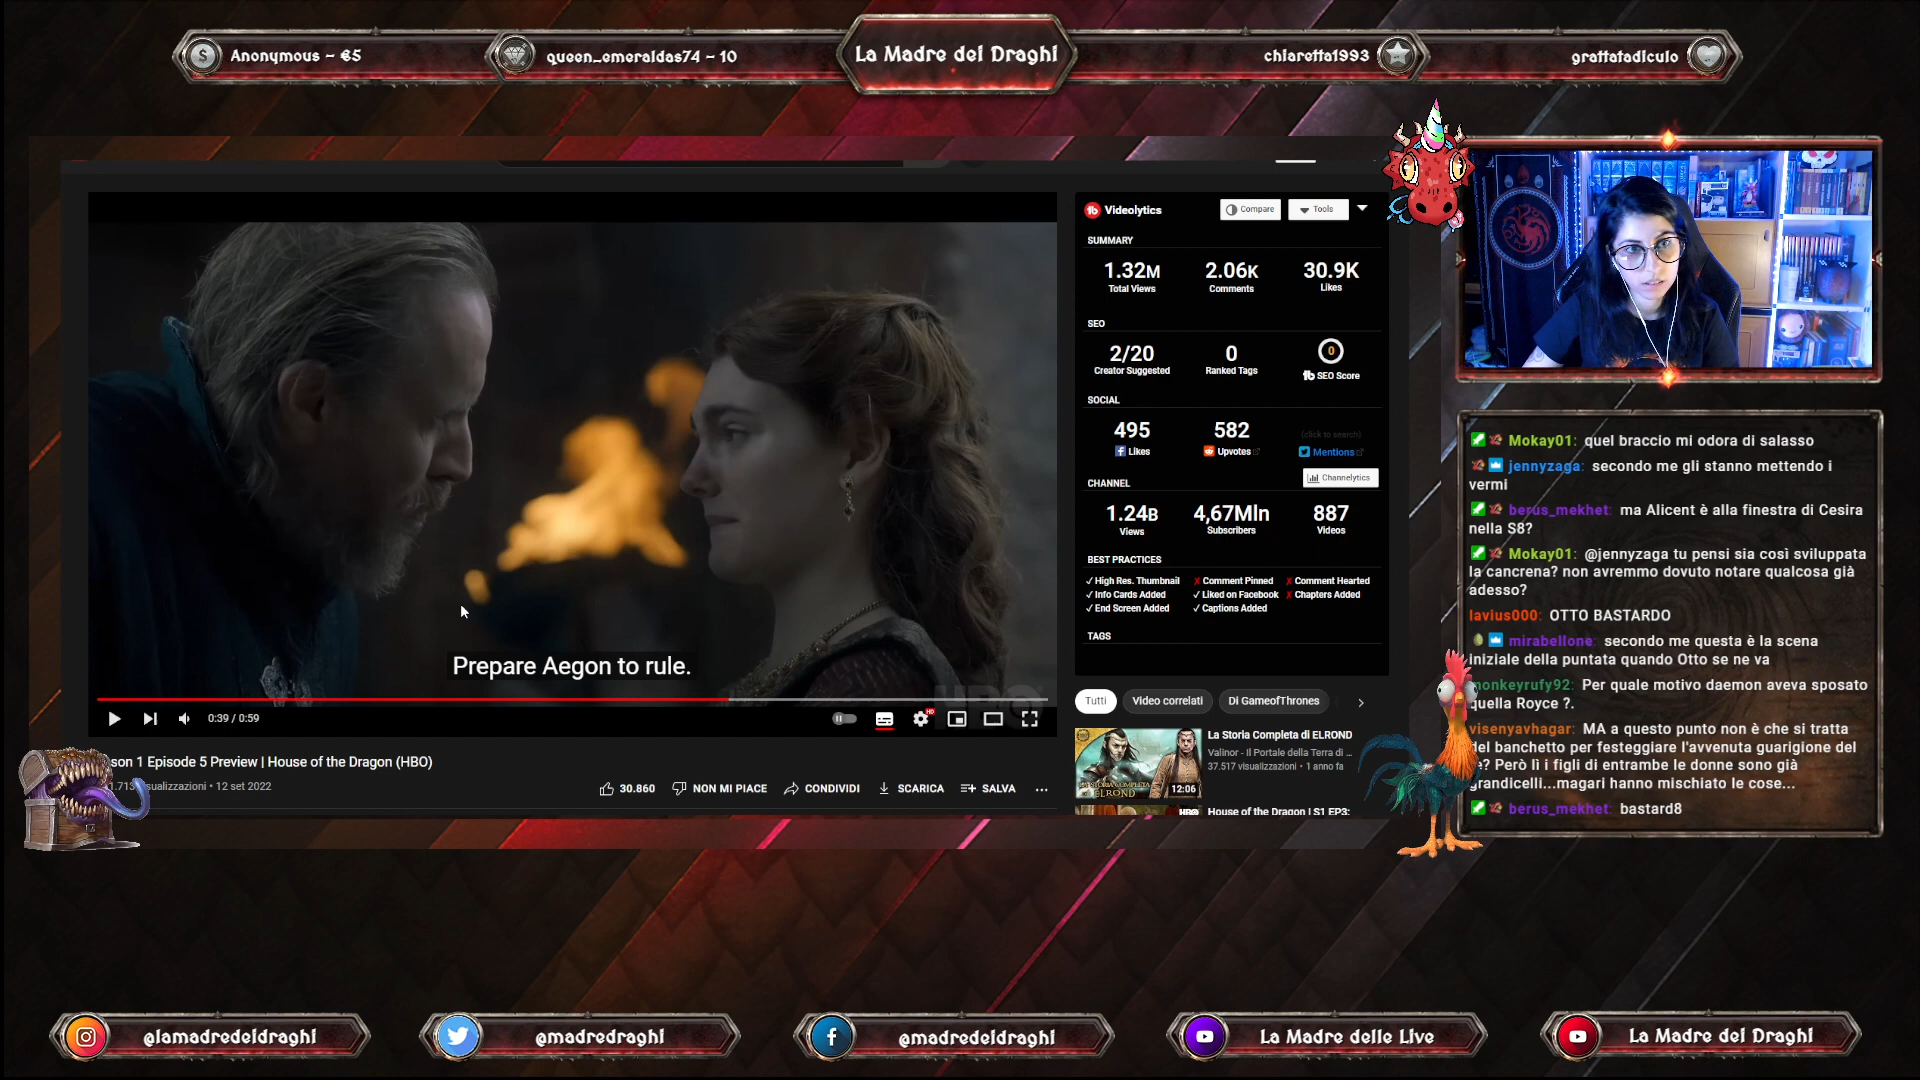 Anonymous - €5
queen_emeraldas74 - 10
La Madre dei Draghi
chiaretta1993
grattatadiculo
Prepare Aegon to rule.
0:39 / 0:59
HD
HBO
son 1 Episode 5 Preview | House of the Dragon (HBO)
1.713
sualizzazioni • 12 set 2022
30.860
NON MI PIACE
CONDIVIDI
SCARICA
SALVA
Videolytics
Compare
Tools
SUMMARY
1.32M 2.06K 30.9K
Total Views Comments Likes
SEO
2/20 0 0
Creator Suggested Ranked Tags SEO Score
SOCIAL
495 582 (click to search)
Likes Upvotes Mentions
CHANNEL
Channelytics
1.24B 4,67Mln 887
Views Subscribers Videos
BEST PRACTICES
✓ High Res. Thumbnail ✗ Comment Pinned ✗ Comment Hearted
✓ Info Cards Added ✓ Liked on Facebook ✗ Chapters Added
✓ End Screen Added ✓ Captions Added
TAGS
Tutti
Video correlati
Di GameofThrones
La Storia Completa di ELROND
Valinor - Il Portale della Terra di ...
37.517 visualizzazioni • 1 anno fa
ELROND
12:06
House of the Dragon | S1 EP3:
HBO
Mokay01: quel braccio mi odora di salasso
jennyzaga: secondo me gli stanno mettendo i
vermi
berus_mekhet: ma Alicent è alla finestra di Cesira
nella S8?
Mokay01: @jennyzaga tu pensi sia così sviluppata
la cancrena? non avremmo dovuto notare qualcosa già
adesso?
lavius000: OTTO BASTARDO
mirabellone: secondo me questa è la scena
iniziale della puntata quando Otto se ne va
monkeyrufy92: Per quale motivo daemon aveva sposato
quella Royce ?.
visenyavhagar: MA a questo punto non è che si tratta
del banchetto per festeggiare l'avvenuta guarigione del
e? Però lì i figli di entrambe le donne sono già
grandicelli...magari hanno mischiato le cose...
berus_mekhet: bastard8
@lamadredeidraghi
@madredraghi
@madredeidraghi
La Madre delle Live
La Madre dei Draghi